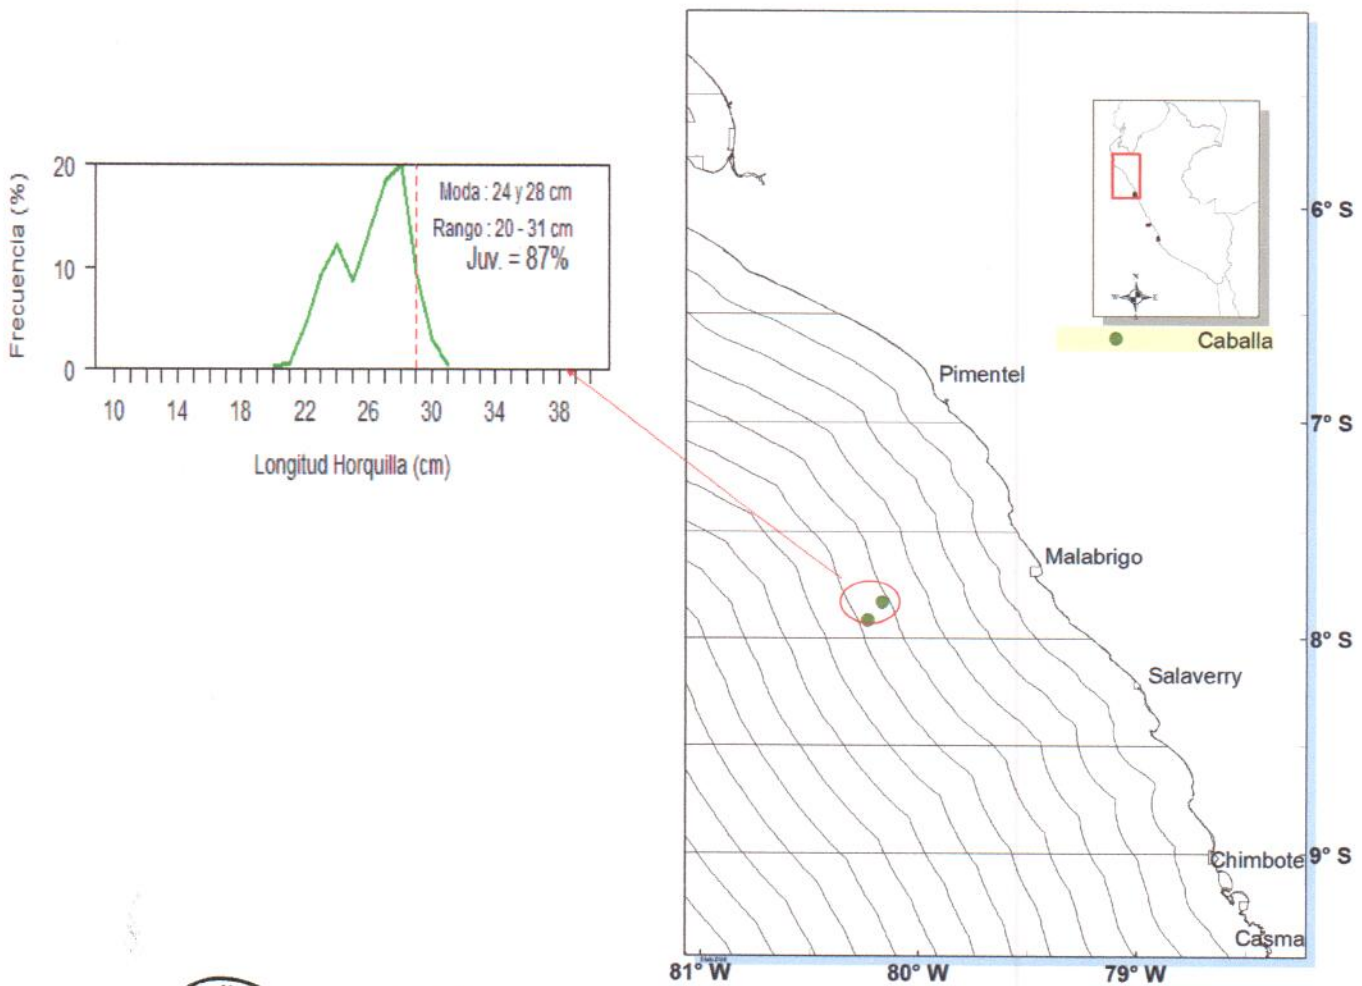 Frecuencia (%)
20
10
0
Moda : 24 y 28 cm
Rango : 20 - 31 cm
Juv. = 87%
10 14 18 22 26 30 34 38
Longitud Horquilla (cm)
Caballa
Pimentel
Malabrigo
Salaverry
Chimbote
Casma
6° S
7° S
8° S
9° S
81° W 80° W 79° W